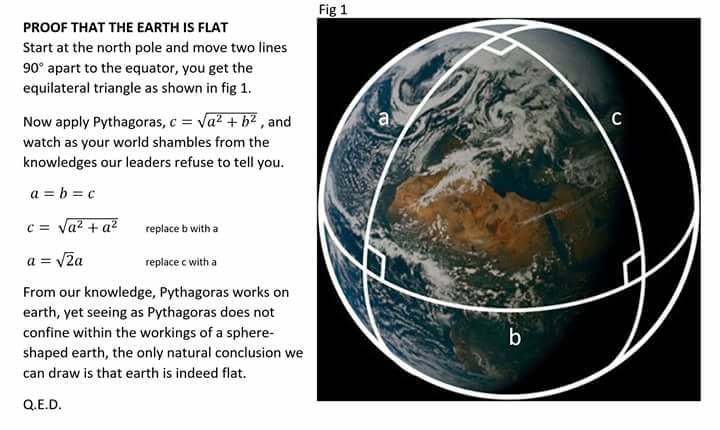 Fig 1
PROOF THAT THE EARTH IS FLAT
Start at the north pole and move two lines
90° apart to the equator, you get the
equilateral triangle as shown in fig 1.
Now apply Pythagoras, c = √a² + b² , and
watch as your world shambles from the
knowledges our leaders refuse to tell you.
a = b = c
c = √a² + a² replace b with a
a = √2a replace c with a
From our knowledge, Pythagoras works on
earth, yet seeing as Pythagoras does not
confine within the workings of a sphere-
shaped earth, the only natural conclusion we
can draw is that earth is indeed flat.
Q.E.D.
a
c
b